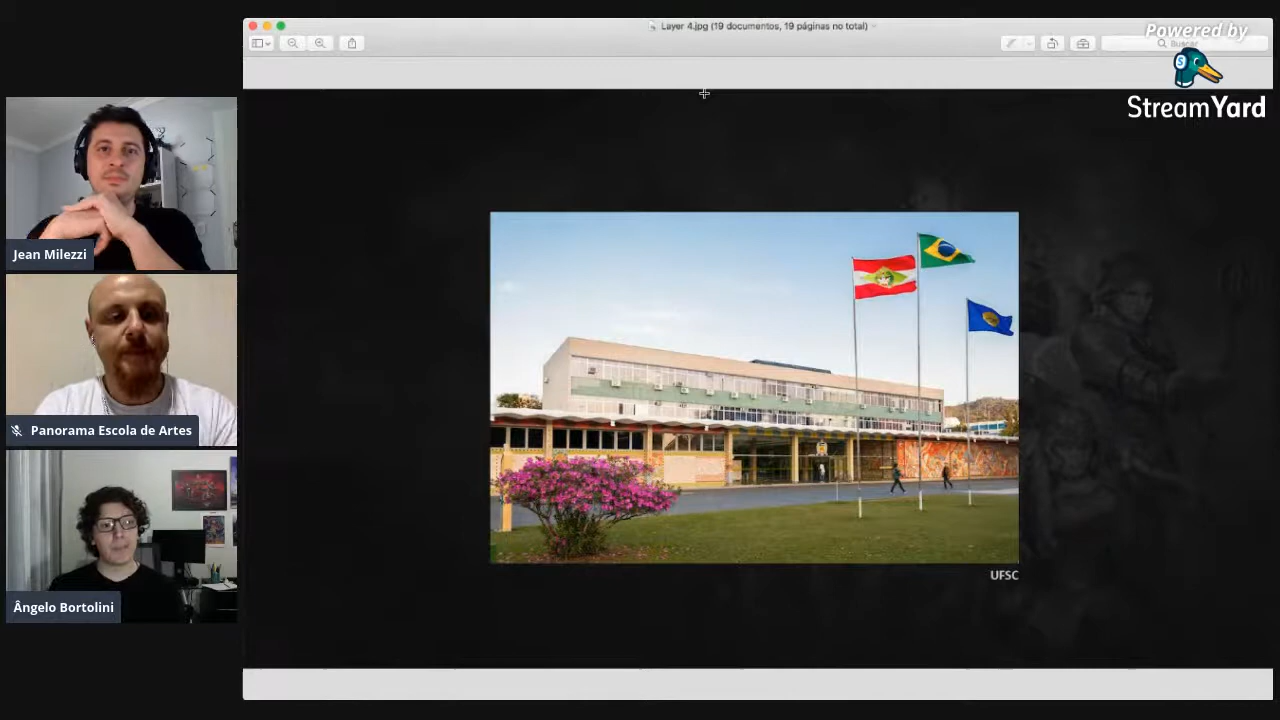 Layer 4.jpg (19 documentos, 19 páginas no total)
Powered by
Buscar
StreamYard
Jean Milezzi
Panorama Escola de Artes
Ângelo Bortolini
UFSC